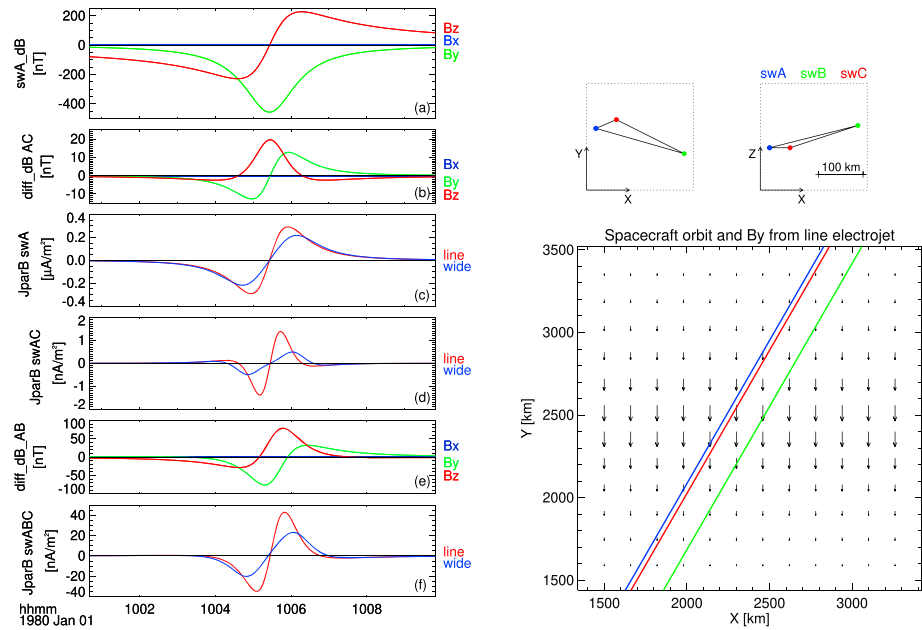 swA_dB
[nT]
200
0
-200
-400
Bz
Bx
By
(a)
diff_dB AC
[nT]
20
10
0
-10
Bx
By
Bz
(b)
JparB swA
[µA/m²]
0.4
0.2
0.0
-0.2
-0.4
line
wide
(c)
JparB swAC
[nA/m²]
2
1
0
-1
-2
line
wide
(d)
diff_dB_AB
[nT]
100
50
0
-50
-100
Bx
By
Bz
(e)
JparB swABC
[nA/m²]
40
20
0
-20
-40
line
wide
(f)
hhmm
1980 Jan 01
1002 1004 1006 1008
swA swB swC
Y
X
Z
X
100 km
Spacecraft orbit and By from line electrojet
Y [km]
3500
3000
2500
2000
1500
1500 2000 2500 3000
X [km]